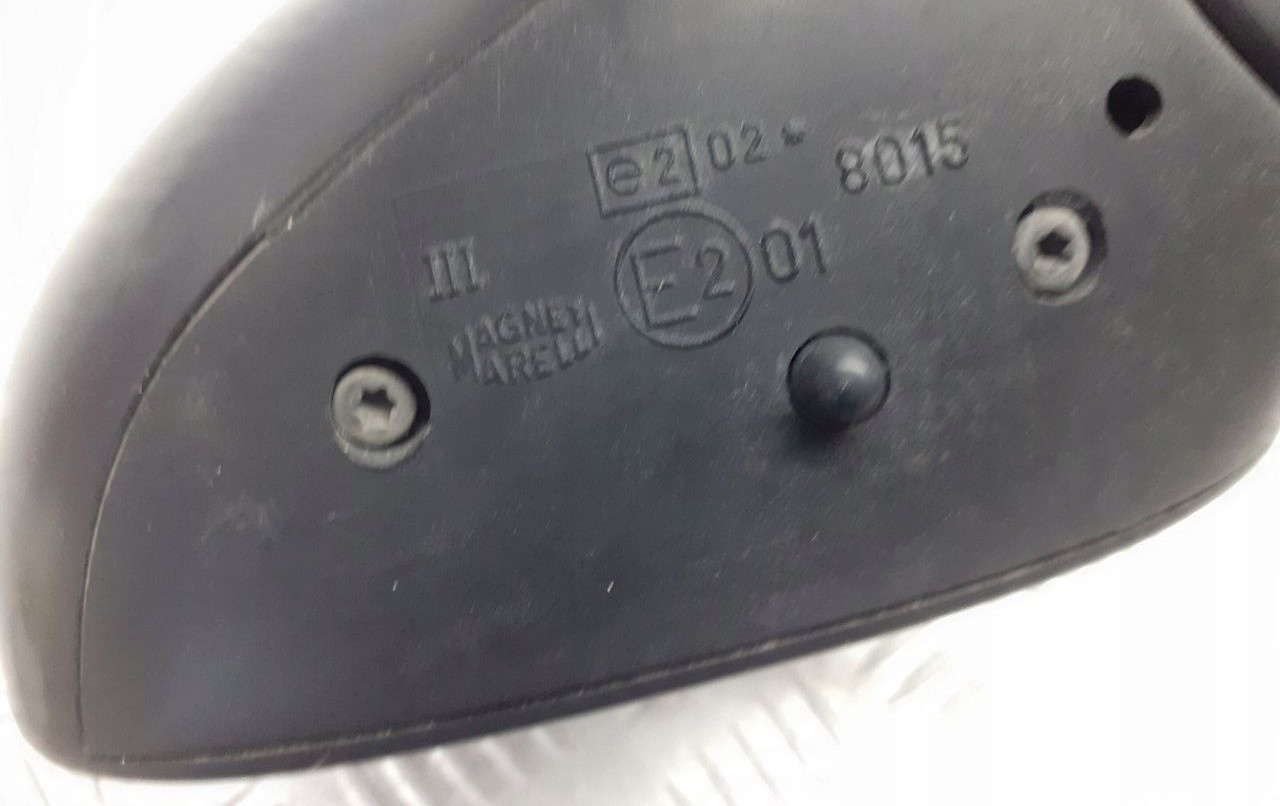 e2 02* 8015
III
E2 01
MAGNETI
MARELLI